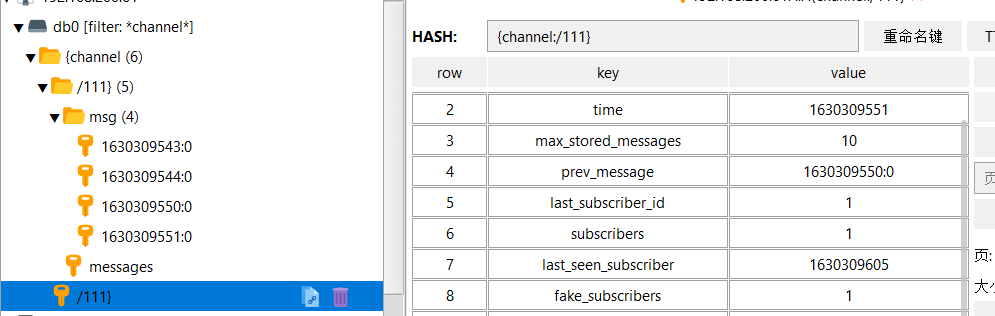 db0 [filter: *channel*]
{channel (6)
/111} (5)
msg (4)
1630309543:0
1630309544:0
1630309550:0
1630309551:0
messages
/111}
HASH: {channel:/111} 重命名键
row key value
2 time 1630309551
3 max_stored_messages 10
4 prev_message 1630309550:0
5 last_subscriber_id 1
6 subscribers 1
7 last_seen_subscriber 1630309605
8 fake_subscribers 1
页
页: